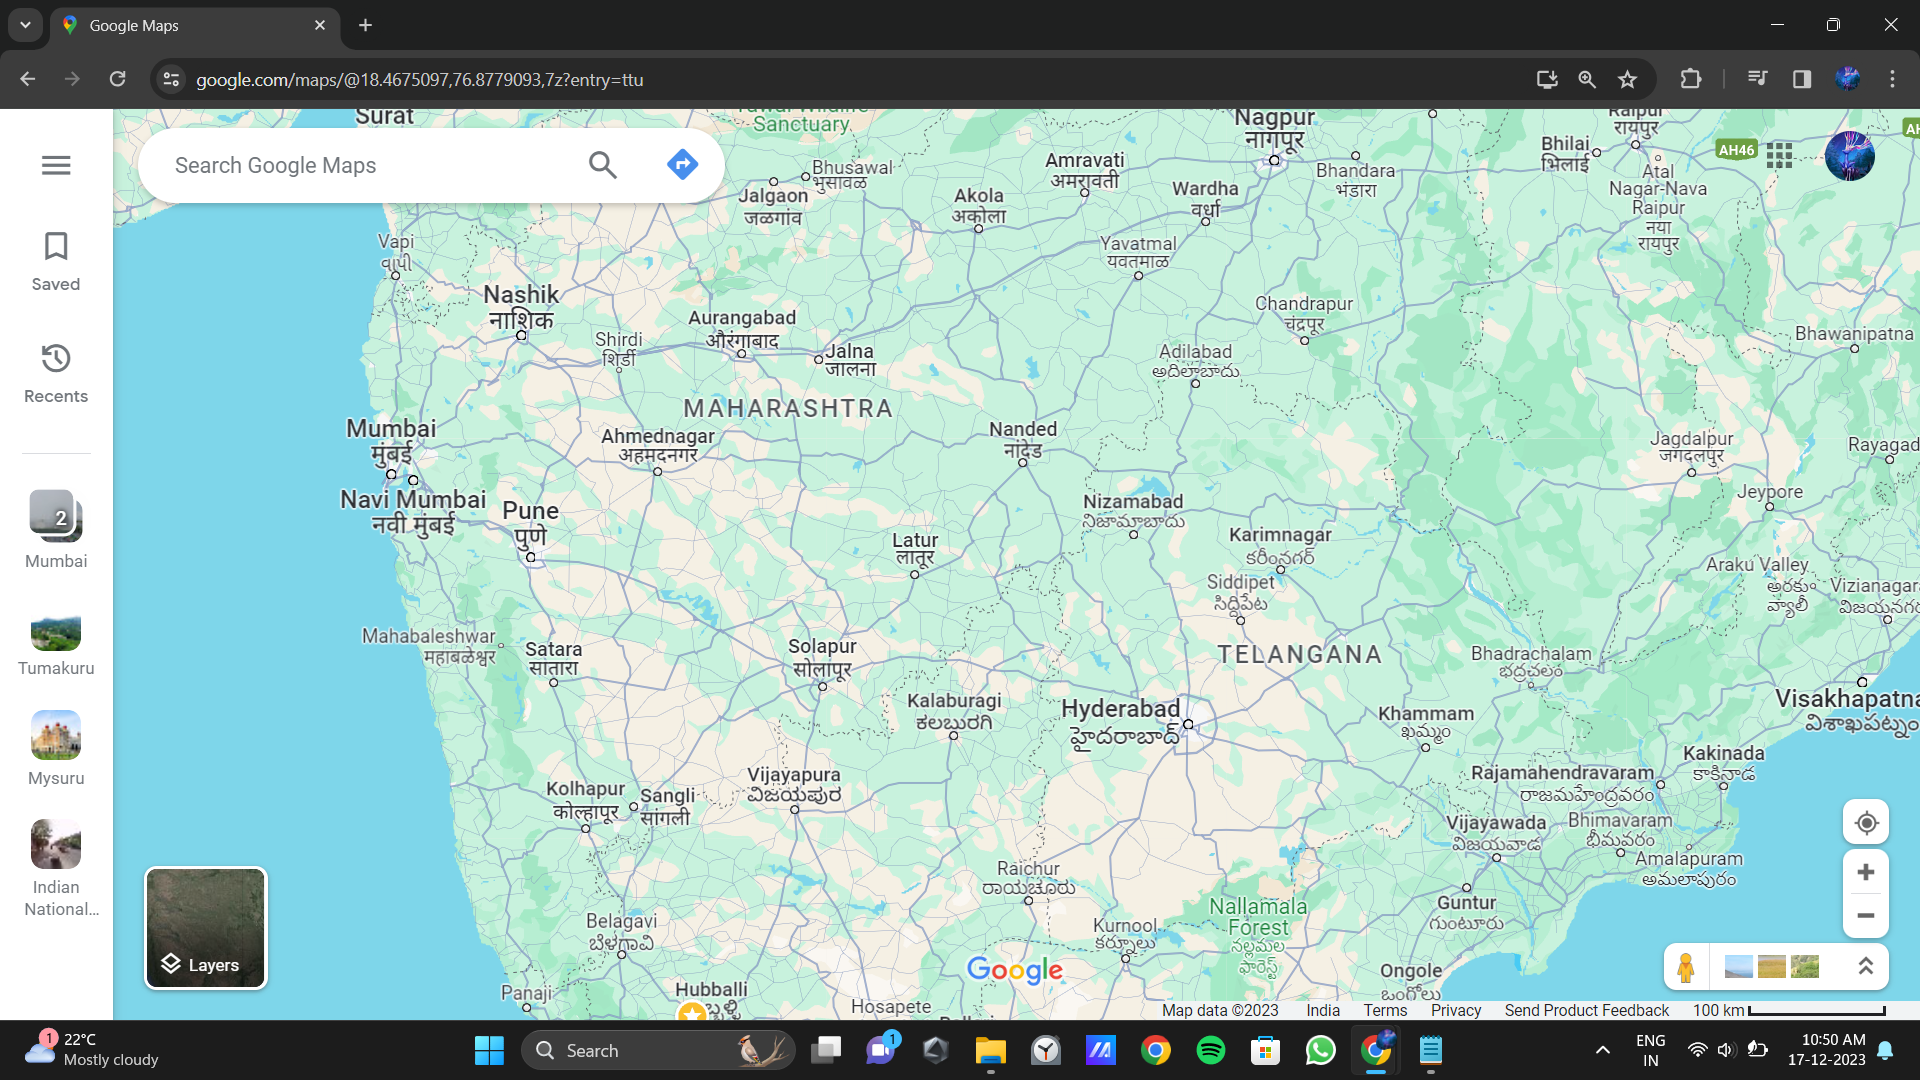 Google Maps
google.com/maps/@18.4675097,76.8779093,7z?entry=ttu
Search Google Maps
Saved
Recents
2
Mumbai
Tumakuru
Mysuru
Indian
National...
Layers
Surat
Sanctuary
Nagpur
नागपूर
Bhilai
भिलाई
रायपुर
AH46
Atal
Nagar-Nava
Raipur
नया
रायपुर
Bhusawal
भुसावळ
Jalgaon
जळगांव
Akola
अकोला
Amravati
अमरावती
Wardha
वर्धा
Bhandara
भंडारा
Vapi
વાપી
Yavatmal
यवतमाळ
Nashik
नाशिक
Shirdi
शिर्डी
Aurangabad
औरंगाबाद
Jalna
जालना
Chandrapur
चंद्रपूर
Adilabad
అదిలాబాదు
Bhawanipatna
MAHARASHTRA
Mumbai
मुंबई
Navi Mumbai
नवी मुंबई
Ahmednagar
अहमदनगर
Nanded
नांदेड
Jagdalpur
जगदलपुर
Rayagad
Jeypore
Pune
पुणे
Nizamabad
నిజామాబాదు
Karimnagar
కరీంనగర్
Latur
लातूर
Siddipet
సిద్దిపేట
Araku Valley
అరకు
వ్యాలీ
Vizianagar
విజయనగ
Mahabaleshwar
महाबळेश्वर
Satara
सातारा
Solapur
सोलापूर
TELANGANA
Bhadrachalam
భద్రచలం
Kalaburagi
ಕಲಬುರಗಿ
Hyderabad
హైదరాబాద్
Khammam
ఖమ్మం
Visakhapatna
విశాఖపట్నం
Kakinada
కాకినాడ
Rajamahendravaram
రాజమహేంద్రవరం
Vijayapura
ವಿಜಯಪುರ
Kolhapur
कोल्हापूर
Sangli
सांगली
Vijayawada
విజయవాడ
Bhimavaram
భీమవరం
Amalapuram
అమలాపురం
Raichur
ರಾಯಚೂರು
Guntur
గుంటూరు
Belagavi
ಬೆಳಗಾವಿ
Kurnool
కర్నూలు
Nallamala
Forest
నల్లమల
ఫారెస్ట్
Ongole
ఒంగోలు
Panaji
Hubballi
Hosapete
Google
Map data ©2023 India Terms Privacy Send Product Feedback 100 km
1
22°C
Mostly cloudy
Search
1
ENG
IN
10:50 AM
17-12-2023